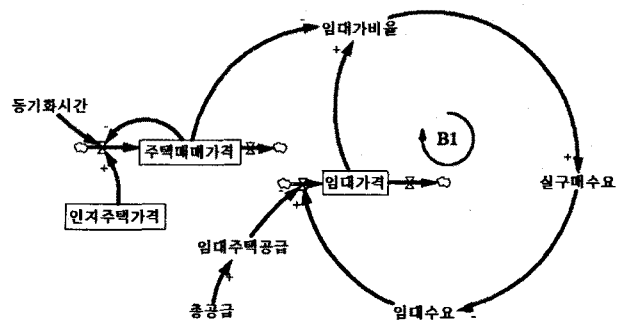 임대가비율
동기화시간
주택매매가격
B1
임대가격
실구매수요
인지주택가격
임대주택공급
총공급
임대수요